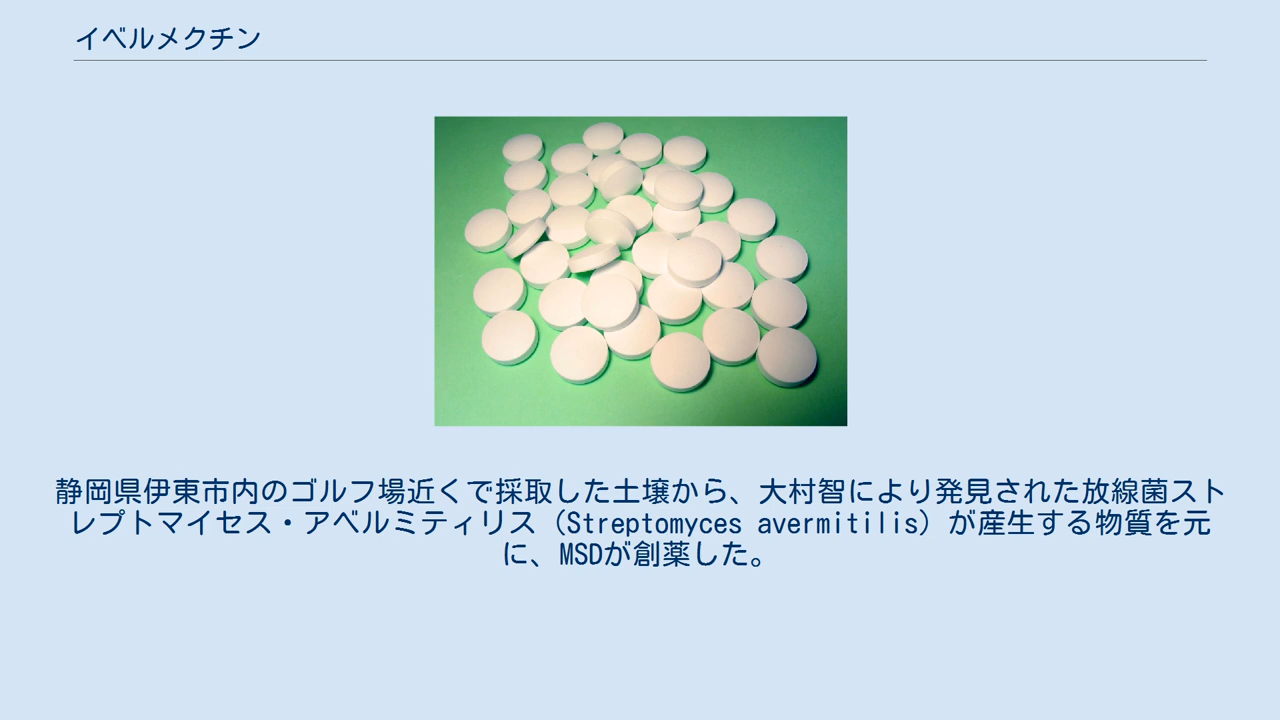 イベルメクチン
静岡県伊東市内のゴルフ場近くで採取した土壌から、大村智により発見された放線菌スト
レプトマイセス・アベルミティリス（Streptomyces avermitilis）が産生する物質を元
に、MSDが創薬した。